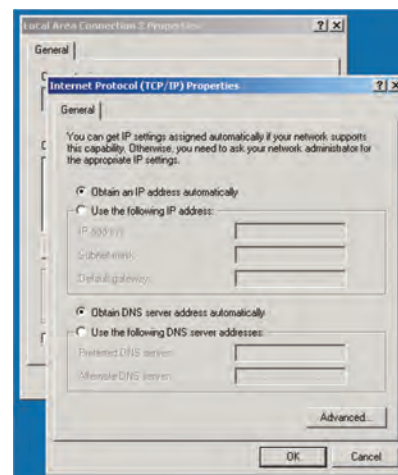 Local Area Connection 2 Properties
General
Internet Protocol (TCP/IP) Properties
General
You can get IP settings assigned automatically if your network supports
this capability. Otherwise, you need to ask your network administrator for
the appropriate IP settings.
Obtain an IP address automatically
Use the following IP address:
IP address:
Subnet mask:
Default gateway:
Obtain DNS server address automatically
Use the following DNS server addresses:
Preferred DNS server:
Alternate DNS server:
Advanced...
OK
Cancel